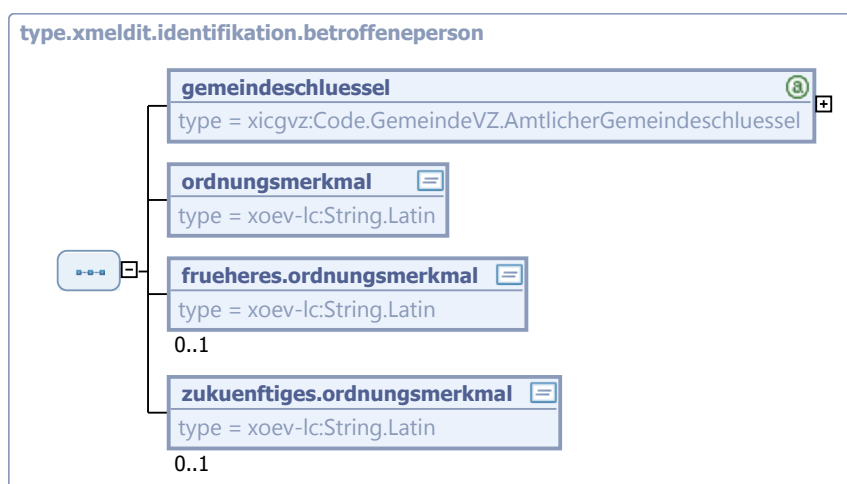 type.xmeldit.identifikation.betroffeneperson
gemeindeschluessel
type = xicgvz:Code.GemeindeVZ.AmtlicherGemeindeschluessel
ordnungsmerkmal
type = xoev-lc:String.Latin
frueheres.ordnungsmerkmal
type = xoev-lc:String.Latin
0..1
zukuenftiges.ordnungsmerkmal
type = xoev-lc:String.Latin
0..1